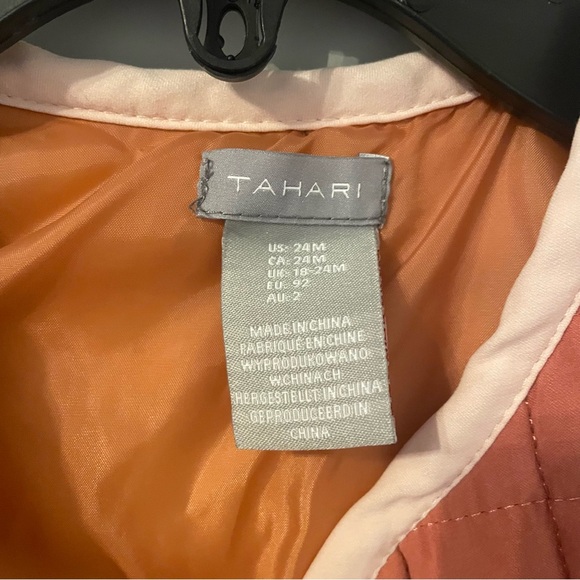 TAHARI
US: 24M
CA: 24M
UK: 18-24M
EU: 92
AU: 2
MADE IN CHINA
FABRIQUÉ EN CHINE
WYPRODUKOWANO
W CHINACH
HERGESTELLT IN CHINA
GEPRODUCEERD IN
CHINA